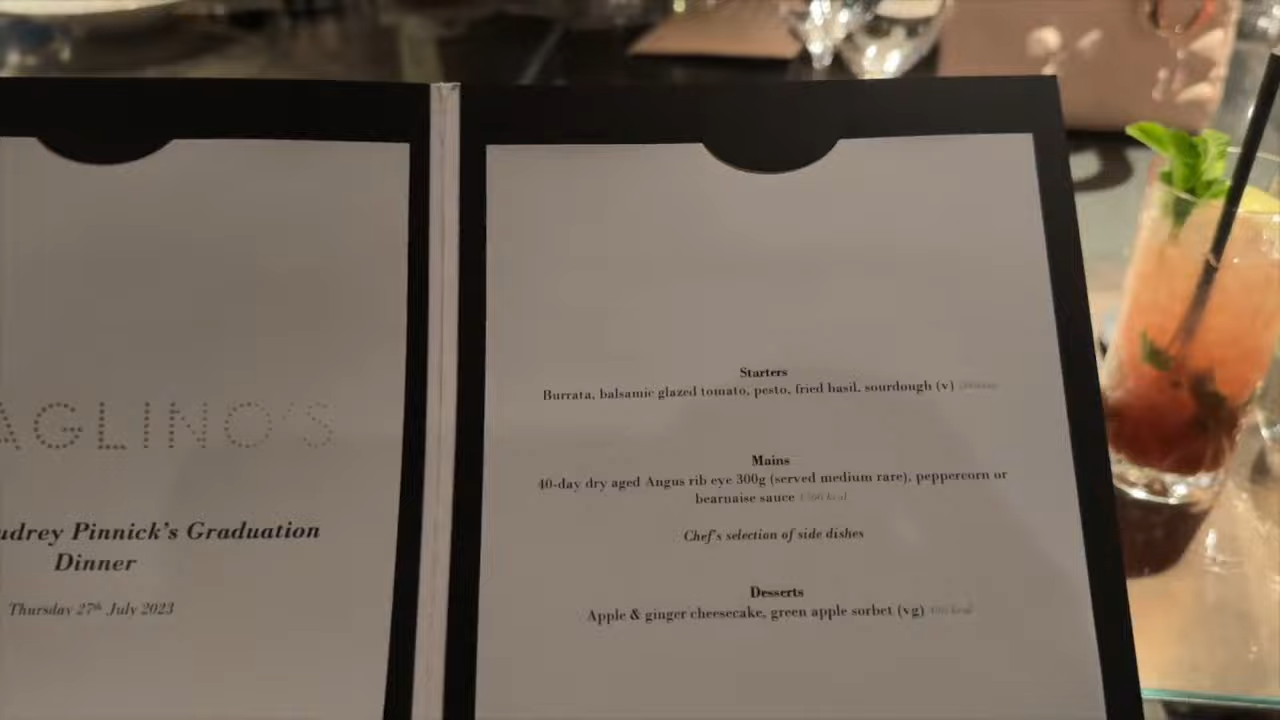 AGLINO'S
udrey Pinnick's Graduation
Dinner
Thursday 27th July 2023
Starters
Burrata, balsamic glazed tomato, pesto, fried basil, sourdough (v)
Mains
40-day dry aged Angus rib eye 300g (served medium rare), peppercorn or
bearnaise sauce kcal
Chef's selection of side dishes
Desserts
Apple & ginger cheesecake, green apple sorbet (vg) kcal